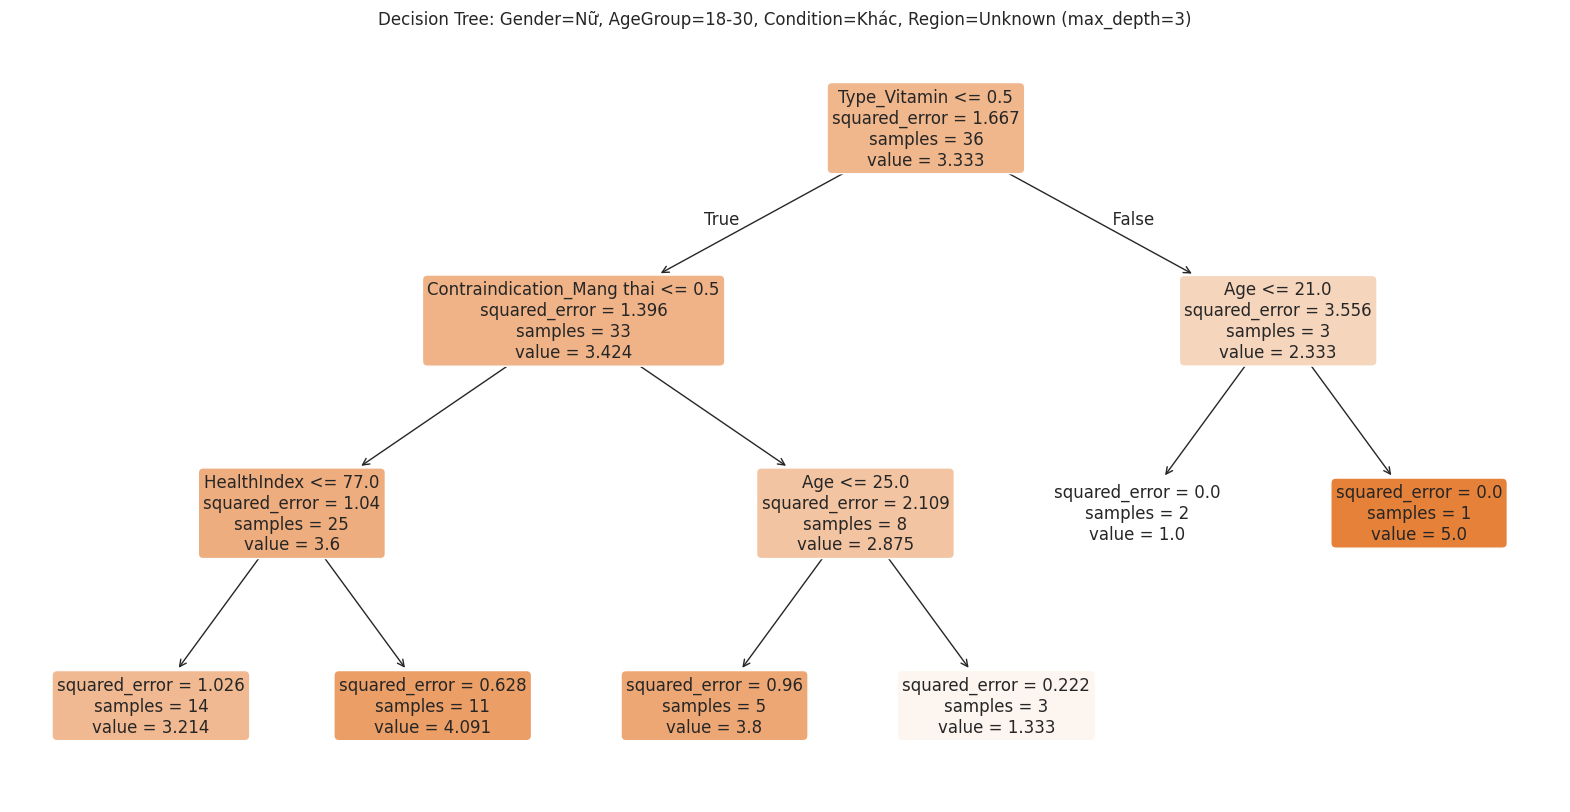 Decision Tree: Gender=Nữ, AgeGroup=18-30, Condition=Khác, Region=Unknown (max_depth=3)
Type_Vitamin <= 0.5
squared_error = 1.667
samples = 36
value = 3.333
True
False
Contraindication_Mang thai <= 0.5
squared_error = 1.396
samples = 33
value = 3.424
Age <= 21.0
squared_error = 3.556
samples = 3
value = 2.333
HealthIndex <= 77.0
squared_error = 1.04
samples = 25
value = 3.6
Age <= 25.0
squared_error = 2.109
samples = 8
value = 2.875
squared_error = 0.0
samples = 2
value = 1.0
squared_error = 0.0
samples = 1
value = 5.0
squared_error = 1.026
samples = 14
value = 3.214
squared_error = 0.628
samples = 11
value = 4.091
squared_error = 0.96
samples = 5
value = 3.8
squared_error = 0.222
samples = 3
value = 1.333